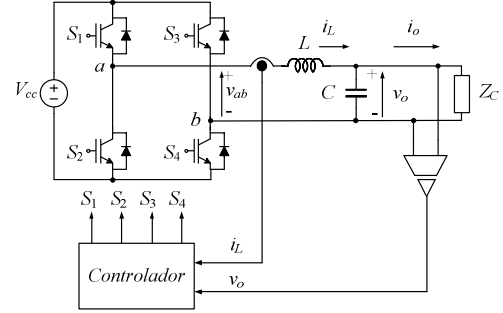 S1 S3
L iL io
a
Vcc + -
+ vab -
C
+ vo -
ZC
b
S2 S4
S1 S2 S3 S4
iL
Controlador
vo